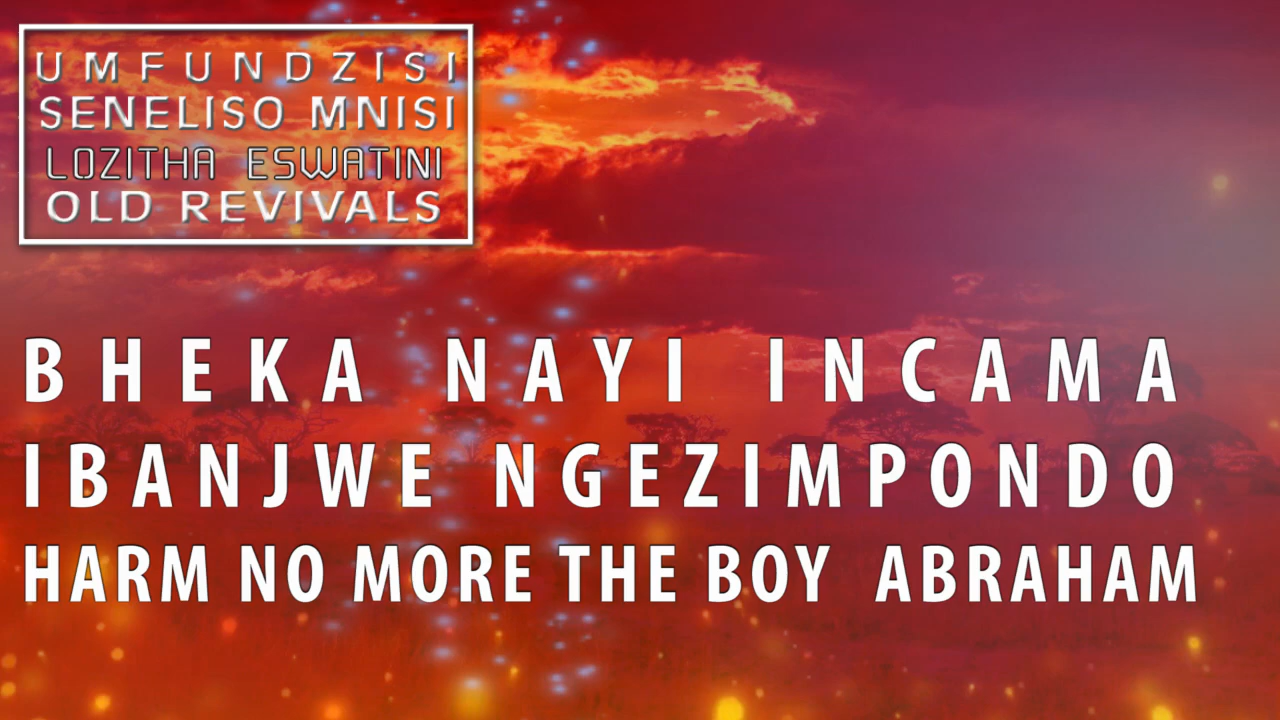 UMFUNDZISI
SENELISO MNISI
LOZITHA ESWATINI
OLD REVIVALS
BHEKA NAYI INCAMA
IBANJWE NGEZIMPONDO
HARM NO MORE THE BOY ABRAHAM